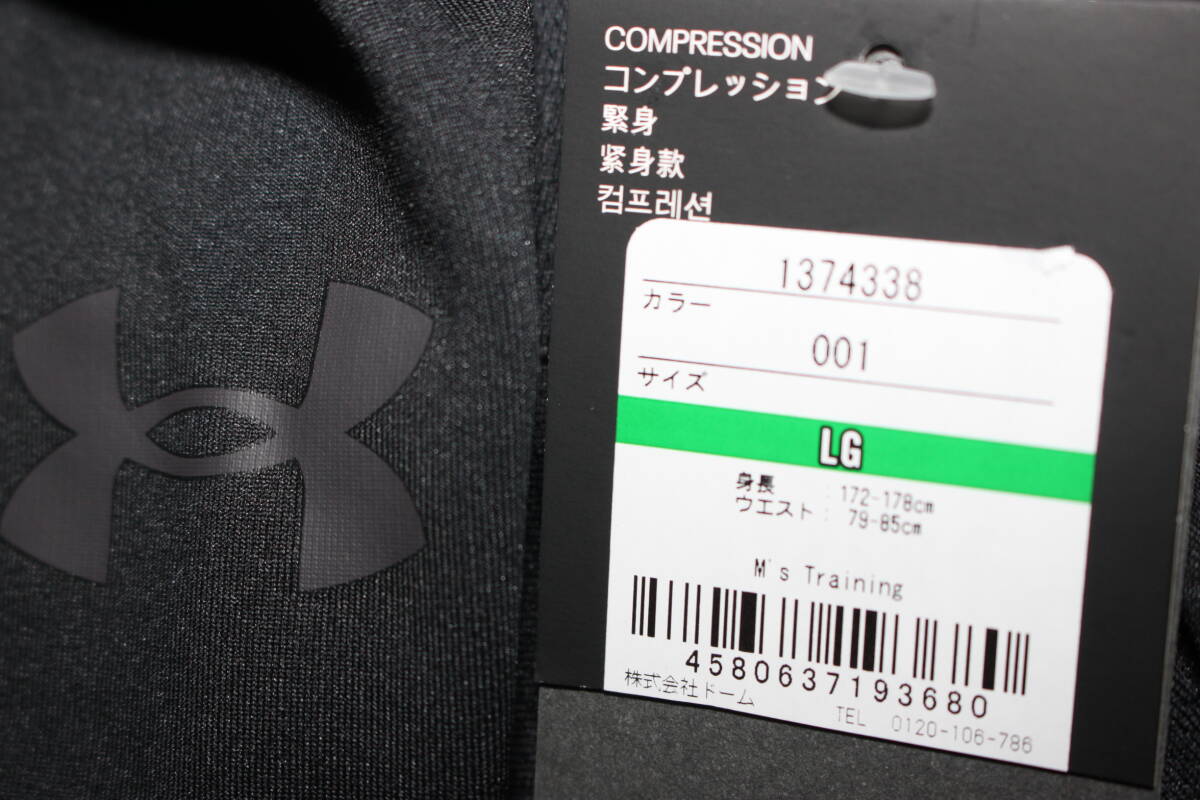 COMPRESSION
コンプレッション
緊身
紧身款
컴프레션
1374338
カラー
001
サイズ
LG
身長 : 172-178cm
ウエスト : 79-85cm
M's Training
4580637193680
株式会社ドーム
TEL 0120-106-786